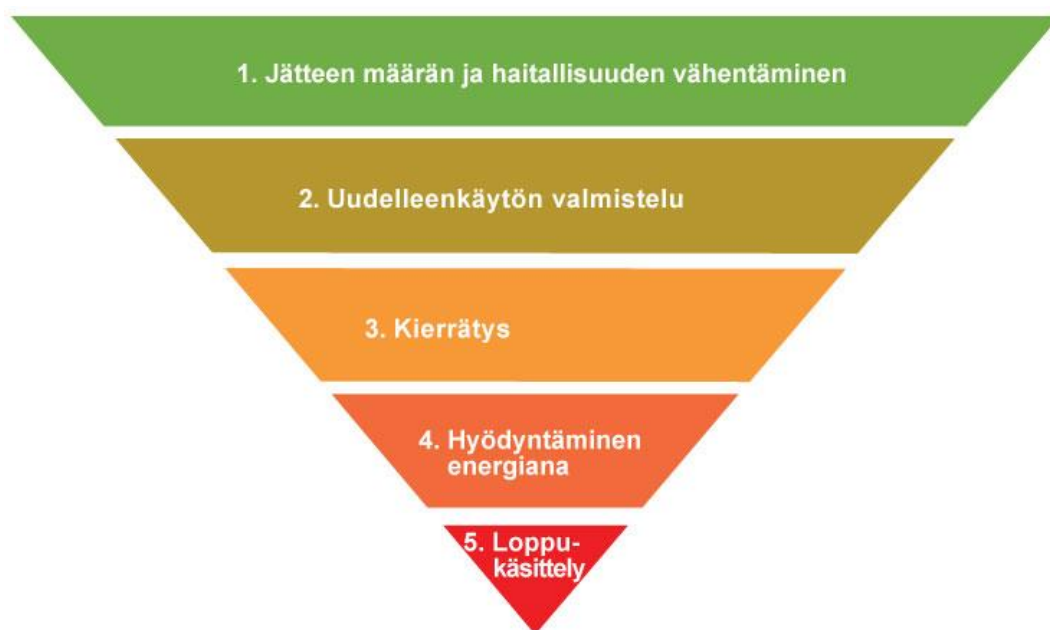 1. Jätteen määrän ja haitallisuuden vähentäminen
2. Uudelleenkäytön valmistelu
3. Kierrätys
4. Hyödyntäminen
energiana
5. Loppu-
käsittely